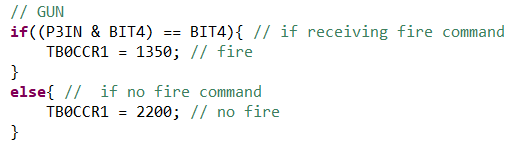 // GUN
if((P3IN & BIT4) == BIT4){ // if receiving fire command
    TB0CCR1 = 1350; // fire
}
else{ //  if no fire command
    TB0CCR1 = 2200; // no fire
}